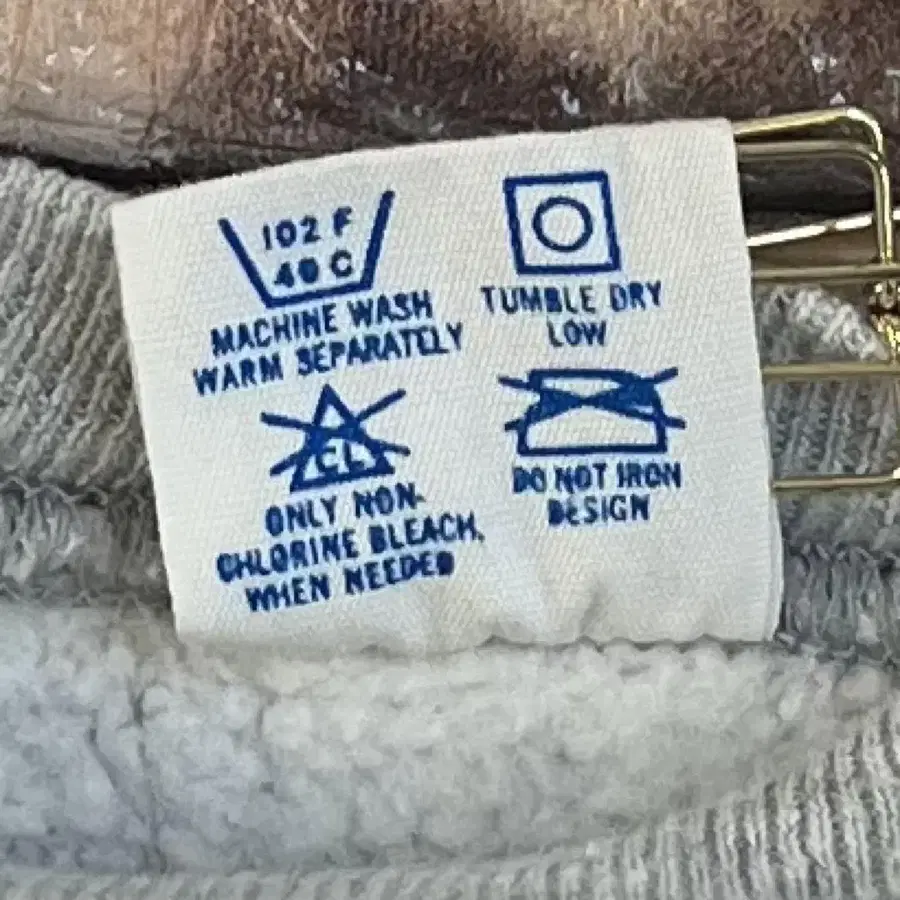 102 F
40 C
MACHINE WASH
WARM SEPARATELY
TUMBLE DRY
LOW
CL
ONLY NON-
CHLORINE BLEACH,
WHEN NEEDED
DO NOT IRON
DESIGN